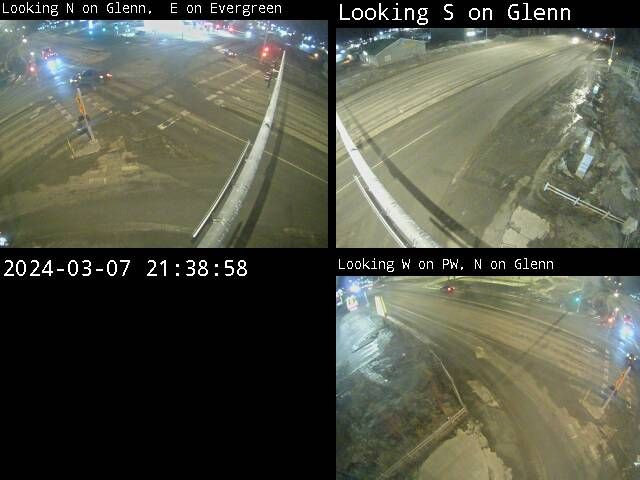 Looking N on Glenn,  E on Evergreen
Looking S on Glenn
2024-03-07 21:38:58
Looking W on PW, N on Glenn